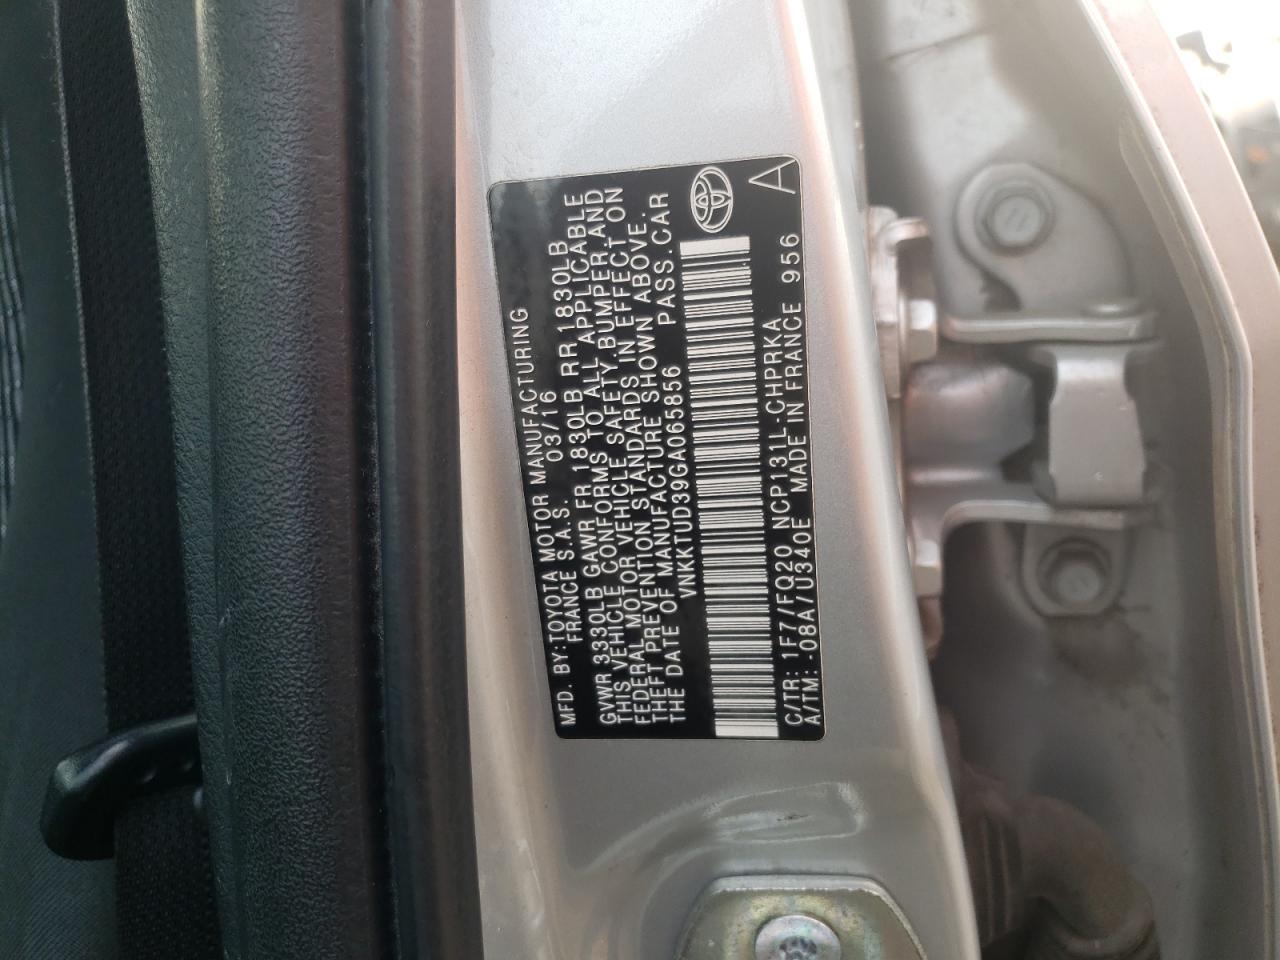 MFD. BY:TOYOTA MOTOR MANUFACTURING
FRANCE S.A.S. 03/16
GVWR 3330LB GAWR FR 1830LB RR 1830LB
THIS VEHICLE CONFORMS TO ALL APPLICABLE
FEDERAL MOTOR VEHICLE SAFETY, BUMPER, AND
THEFT PREVENTION STANDARDS IN EFFECT ON
THE DATE OF MANUFACTURE SHOWN ABOVE.
VNKKTUD39GA065856 PASS.CAR
C/TR: 1F7/FQ20 NCP131L-CHPRKA
A/TM: -08A/U340E MADE IN FRANCE 956
A